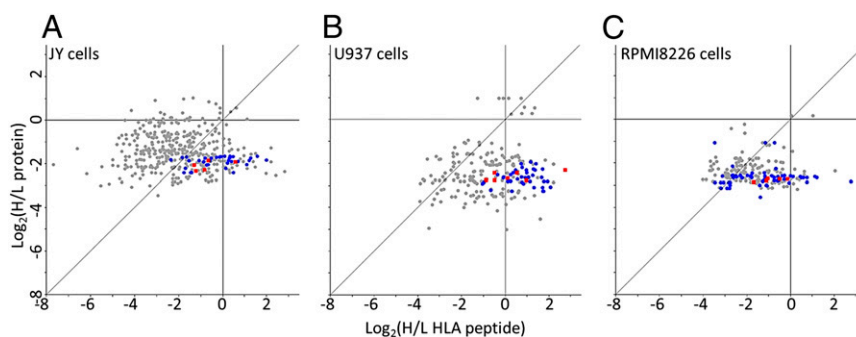 A B C
JY cells U937 cells RPMI8226 cells
Log2(H/L protein)
2
0
-2
-4
-6
-8
-8 -6 -4 -2 0 2 -8 -6 -4 -2 0 2 -8 -6 -4 -2 0 2
Log2(H/L HLA peptide)